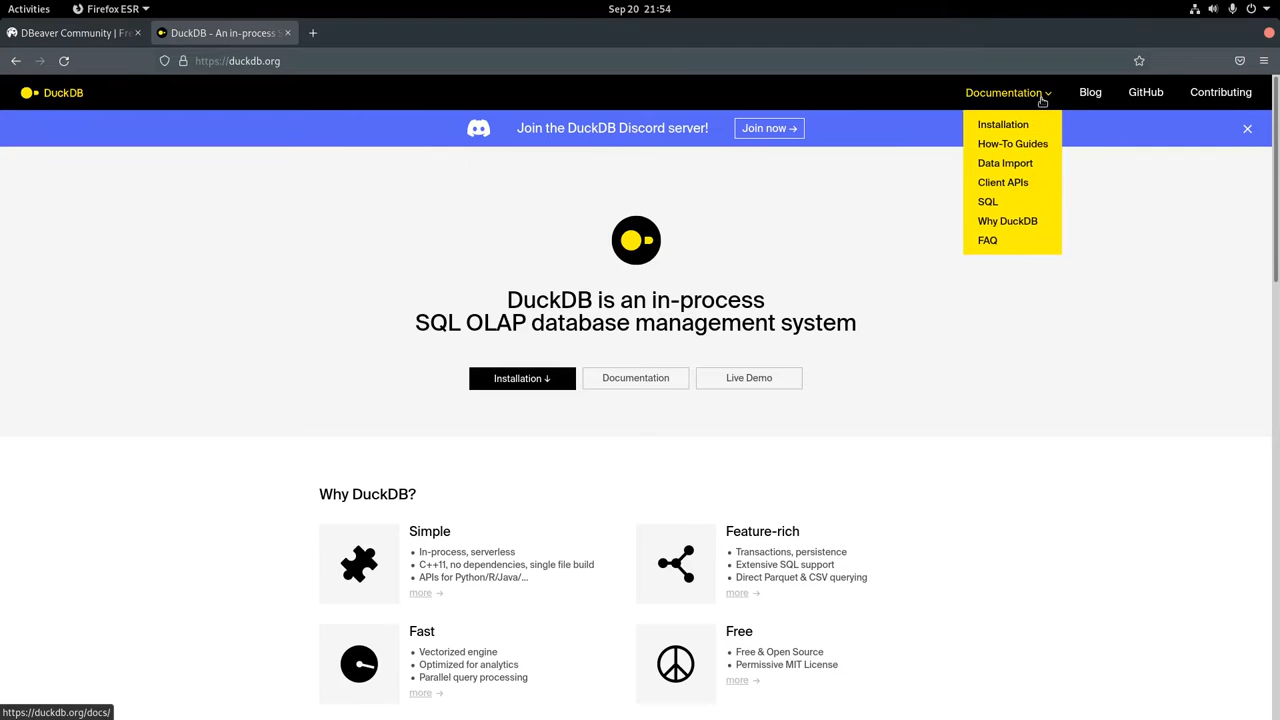 Activities
Firefox ESR
Sep 20 21:54
DBeaver Community | Fre
DuckDB - An in-process S
https://duckdb.org
DuckDB
Documentation
Blog
GitHub
Contributing
Join the DuckDB Discord server!
Join now →
Installation
How-To Guides
Data Import
Client APIs
SQL
Why DuckDB
FAQ
DuckDB is an in-process
SQL OLAP database management system
Installation ↓
Documentation
Live Demo
Why DuckDB?
Simple
• In-process, serverless
• C++11, no dependencies, single file build
• APIs for Python/R/Java/...
more →
Feature-rich
• Transactions, persistence
• Extensive SQL support
• Direct Parquet & CSV querying
more →
Fast
• Vectorized engine
• Optimized for analytics
• Parallel query processing
more →
Free
• Free & Open Source
• Permissive MIT License
more →
https://duckdb.org/docs/